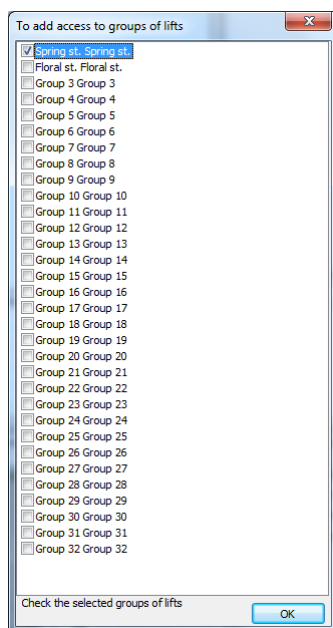 To add access to groups of lifts
Spring st. Spring st.
Floral st. Floral st.
Group 3 Group 3
Group 4 Group 4
Group 5 Group 5
Group 6 Group 6
Group 7 Group 7
Group 8 Group 8
Group 9 Group 9
Group 10 Group 10
Group 11 Group 11
Group 12 Group 12
Group 13 Group 13
Group 14 Group 14
Group 15 Group 15
Group 16 Group 16
Group 17 Group 17
Group 18 Group 18
Group 19 Group 19
Group 20 Group 20
Group 21 Group 21
Group 22 Group 22
Group 23 Group 23
Group 24 Group 24
Group 25 Group 25
Group 26 Group 26
Group 27 Group 27
Group 28 Group 28
Group 29 Group 29
Group 30 Group 30
Group 31 Group 31
Group 32 Group 32
Check the selected groups of lifts
OK